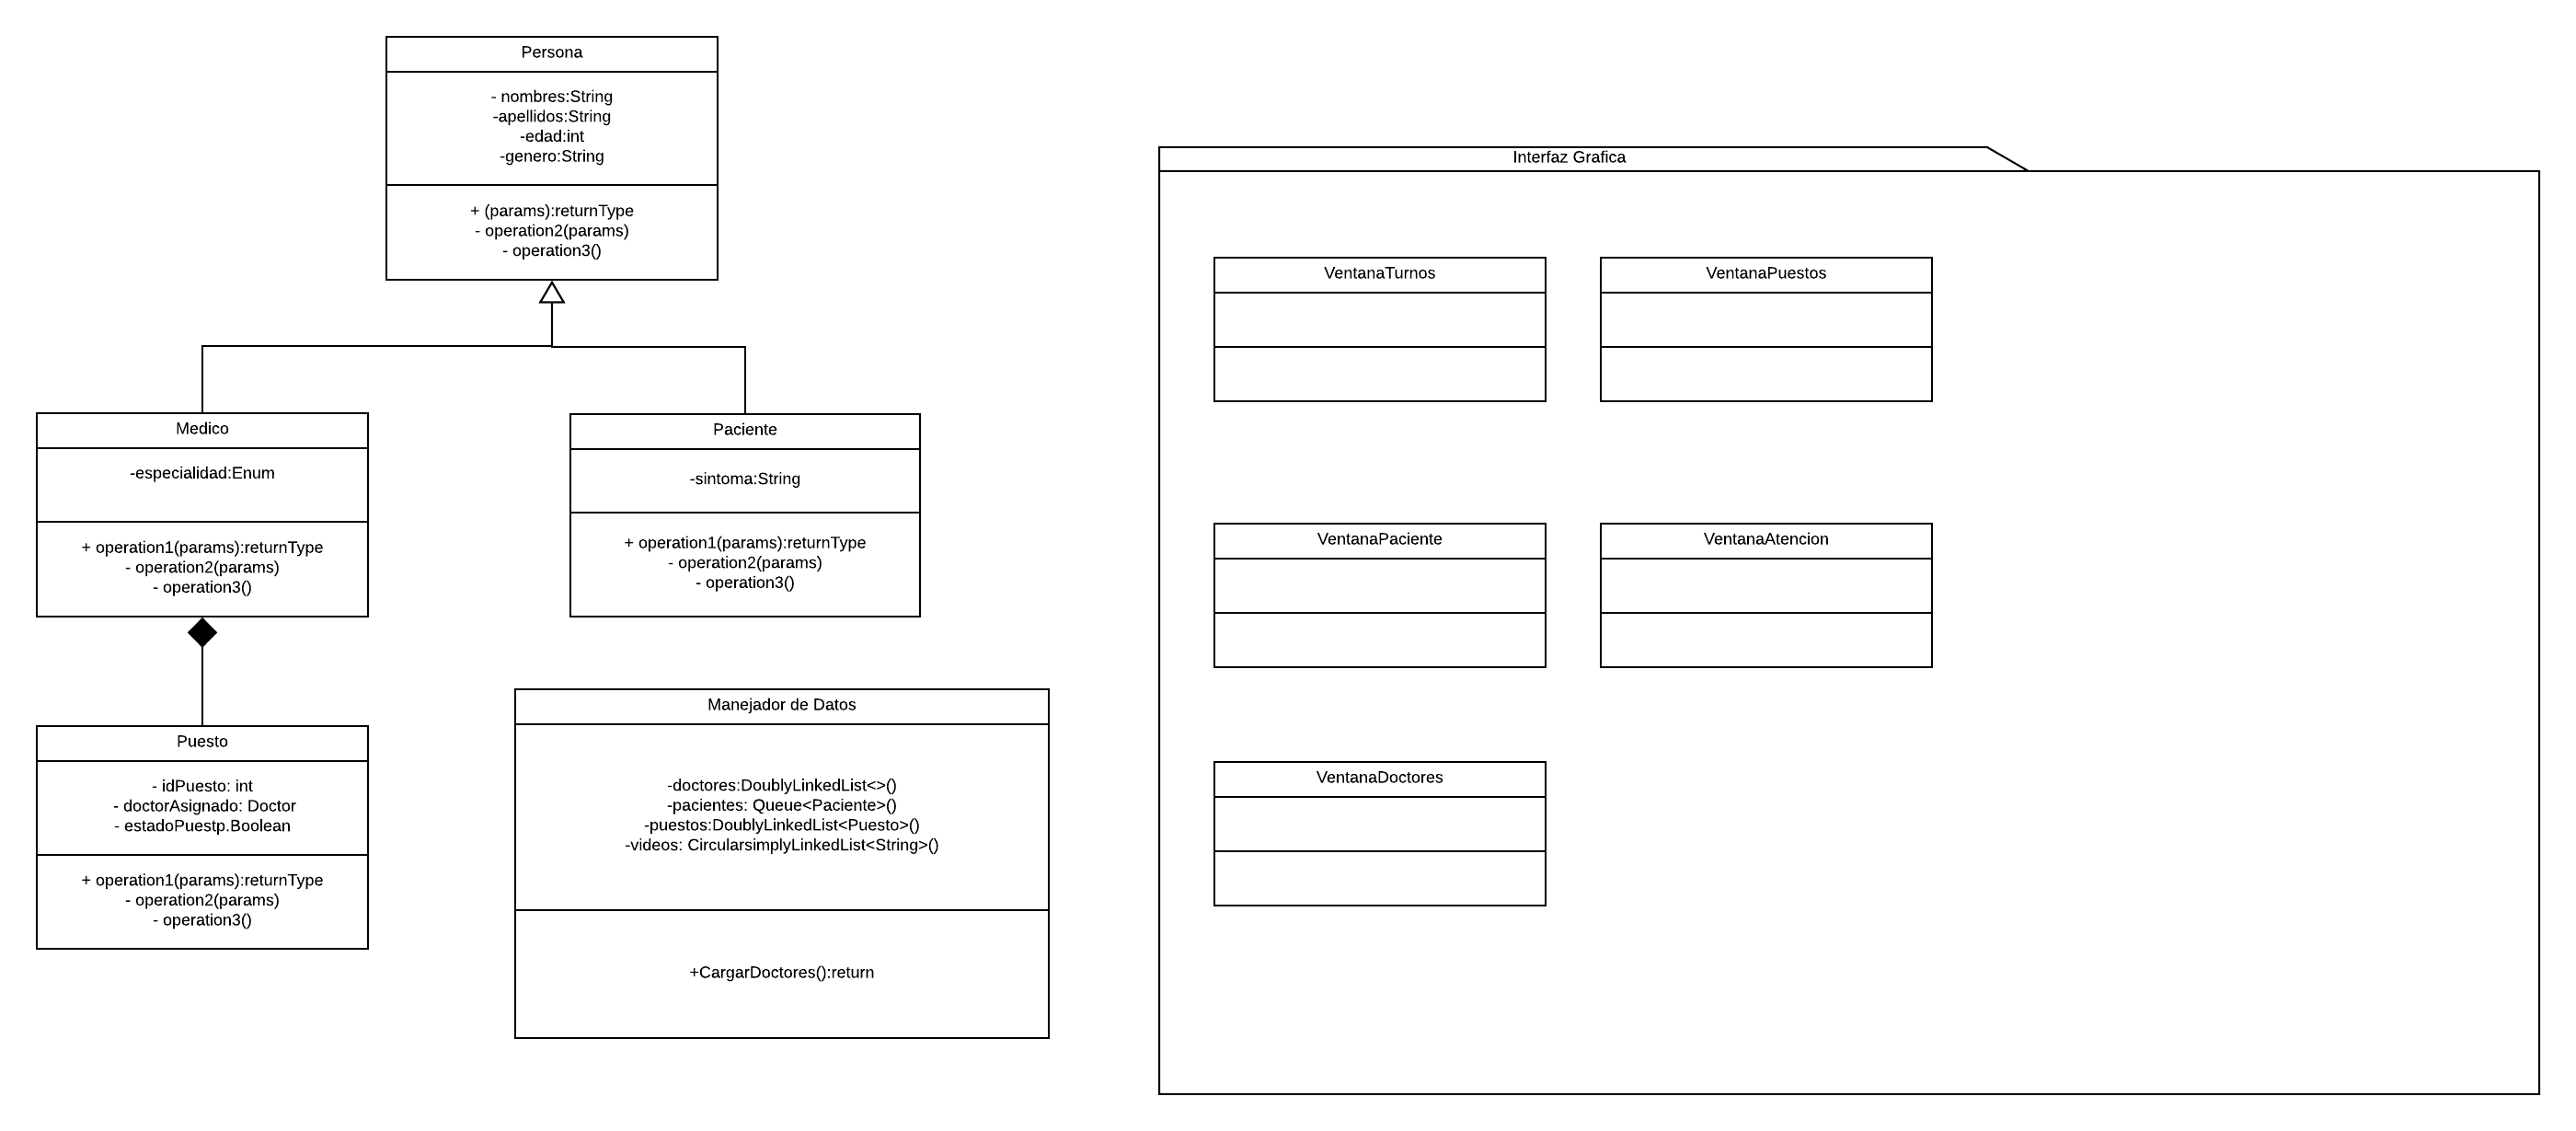 Persona
- nombres:String
-apellidos:String
-edad:int
-genero:String
+ (params):returnType
- operation2(params)
- operation3()
Medico
-especialidad:Enum
+ operation1(params):returnType
- operation2(params)
- operation3()
Paciente
-sintoma:String
+ operation1(params):returnType
- operation2(params)
- operation3()
Puesto
- idPuesto: int
- doctorAsignado: Doctor
- estadoPuestp.Boolean
+ operation1(params):returnType
- operation2(params)
- operation3()
Manejador de Datos
-doctores:DoublyLinkedList<>()
-pacientes: Queue<Paciente>()
-puestos:DoublyLinkedList<Puesto>()
-videos: CircularsimplyLinkedList<String>()
+CargarDoctores():return
Interfaz Grafica
VentanaTurnos
VentanaPuestos
VentanaPaciente
VentanaAtencion
VentanaDoctores